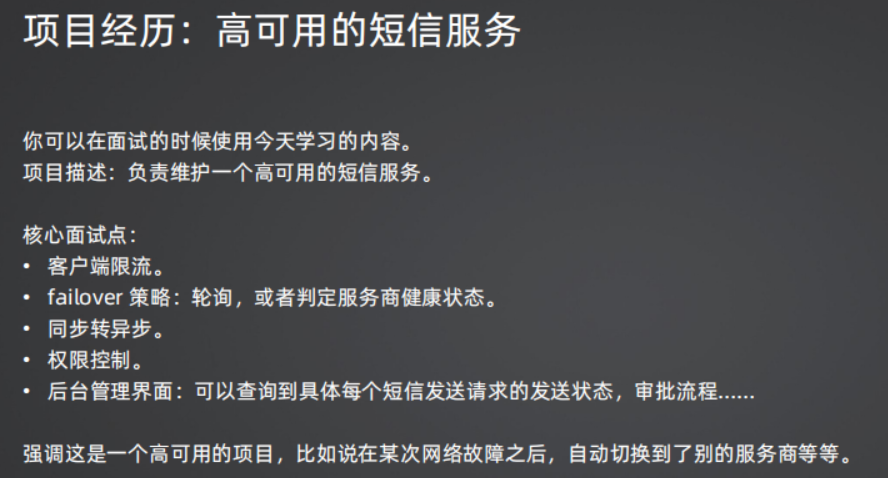 项目经历：高可用的短信服务
你可以在面试的时候使用今天学习的内容。
项目描述：负责维护一个高可用的短信服务。
核心面试点：
• 客户端限流。
• failover 策略：轮询，或者判定服务商健康状态。
• 同步转异步。
• 权限控制。
• 后台管理界面：可以查询到具体每个短信发送请求的发送状态，审批流程……
强调这是一个高可用的项目，比如说在某次网络故障之后，自动切换到了别的服务商等等。